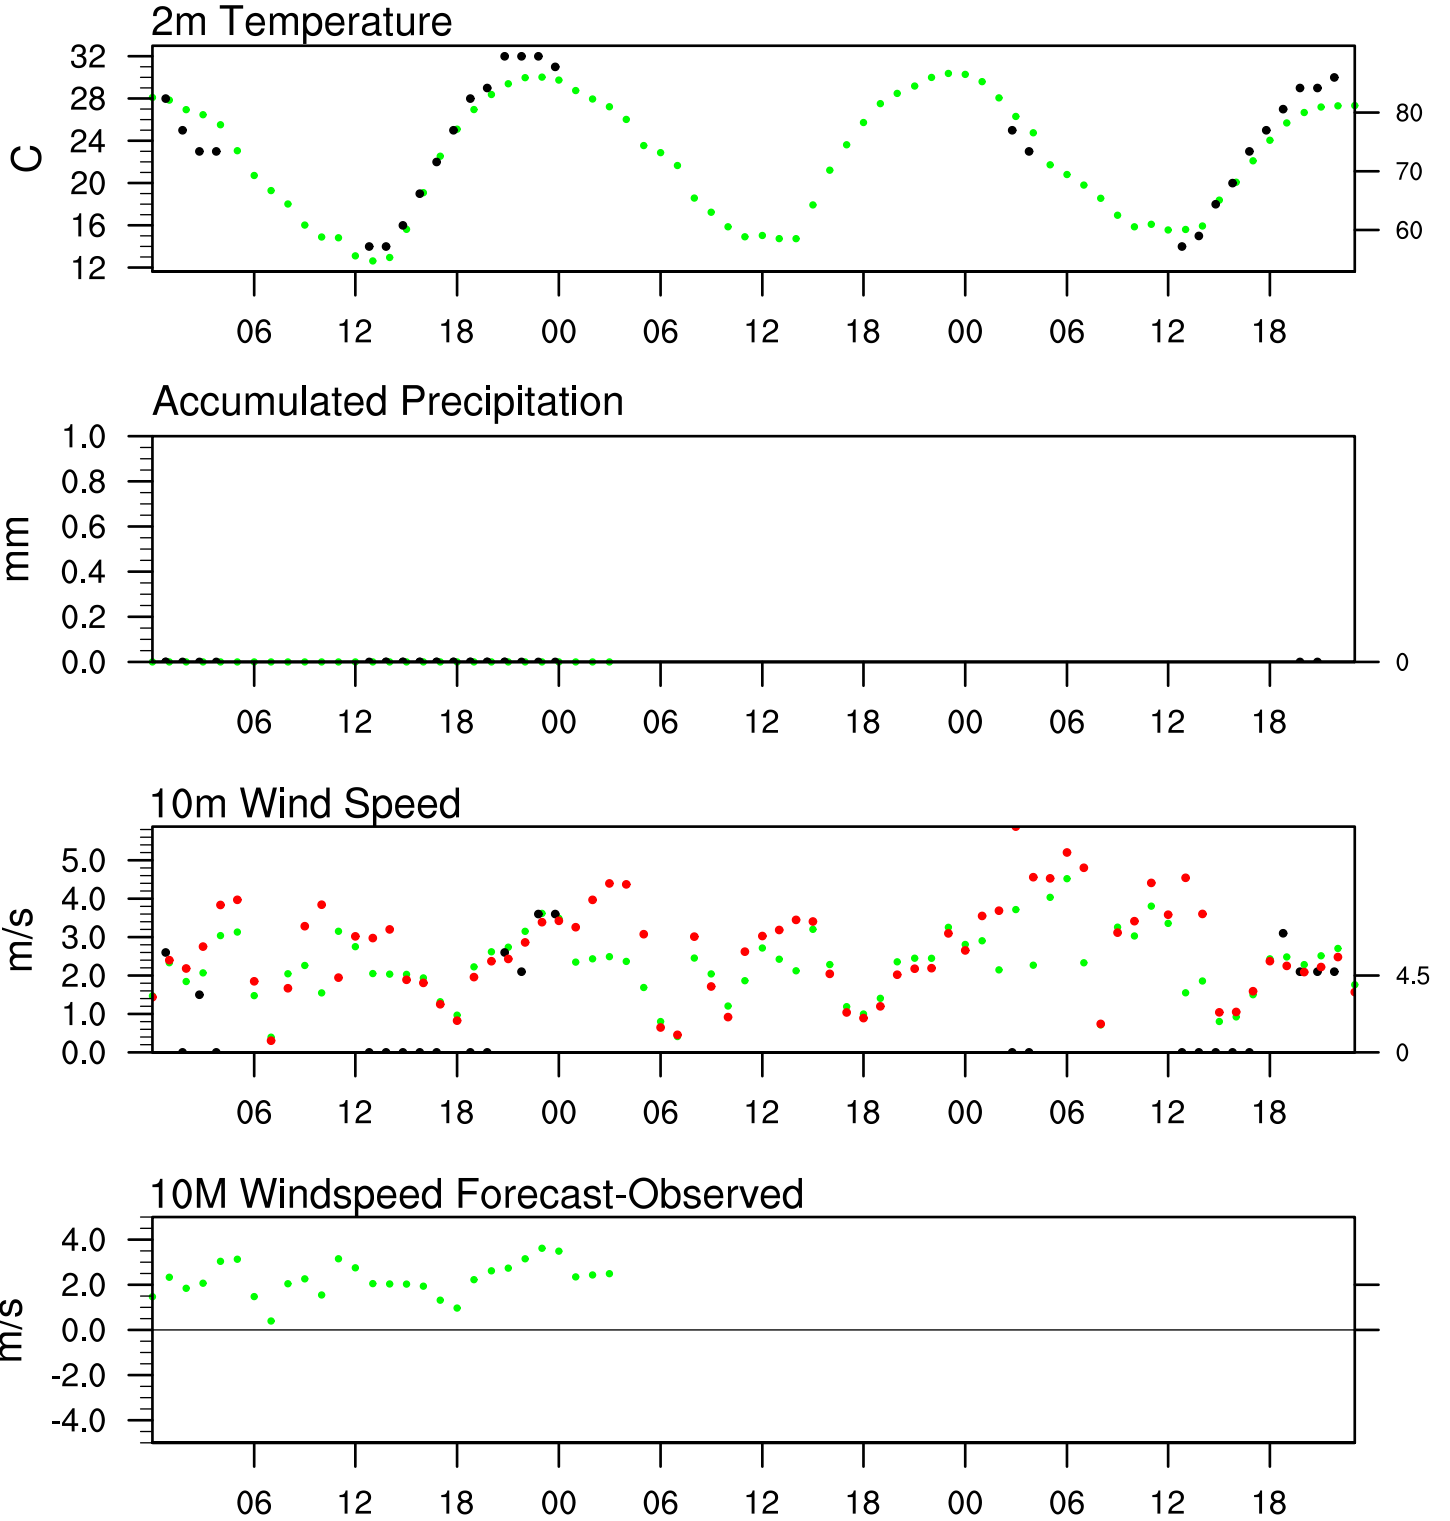 2m Temperature
32
28
24
20
16
12
C
80
70
60
06 12 18 00 06 12 18 00 06 12 18
Accumulated Precipitation
1.0
0.8
0.6
0.4
0.2
0.0
mm
0
06 12 18 00 06 12 18 00 06 12 18
10m Wind Speed
5.0
4.0
3.0
2.0
1.0
0.0
m/s
4.5
0
06 12 18 00 06 12 18 00 06 12 18
10M Windspeed Forecast-Observed
4.0
2.0
0.0
-2.0
-4.0
m/s
06 12 18 00 06 12 18 00 06 12 18